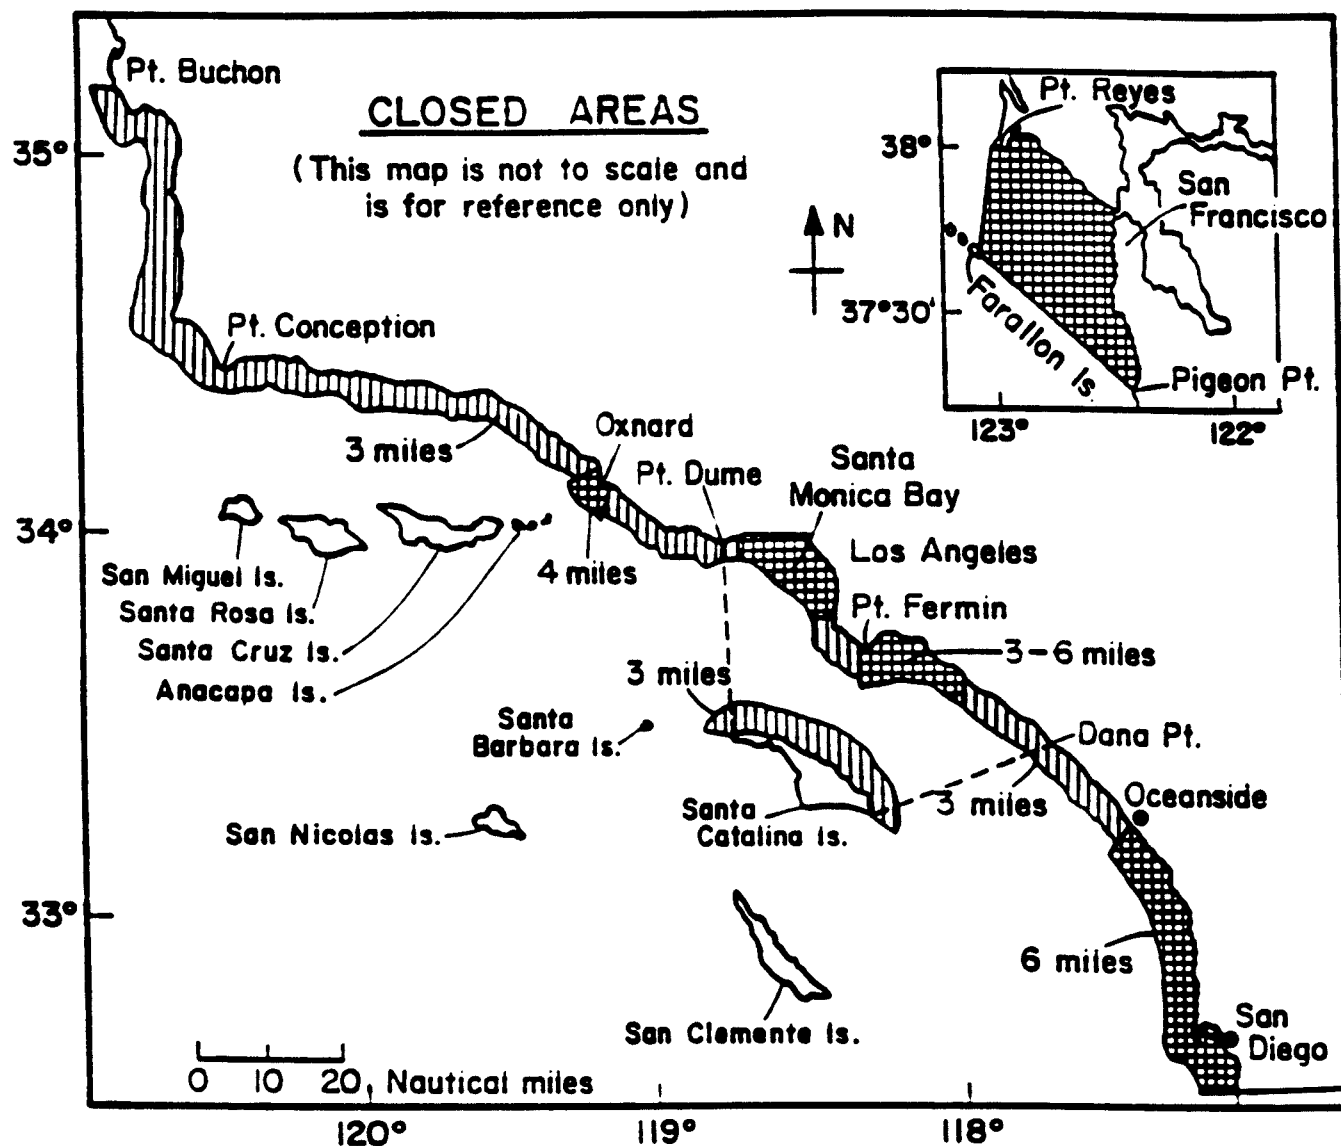 Pt. Buchon
CLOSED AREAS
(This map is not to scale and
is for reference only)
35°
N
Pt. Reyes
38°
San
Francisco
37°30'
Farallon Is.
Pigeon Pt.
123°
122°
Pt. Conception
3 miles
Oxnard
Pt. Dume
Santa
Monica Bay
34°
4 miles
Los Angeles
San Miguel Is.
Santa Rosa Is.
Santa Cruz Is.
Anacapa Is.
Pt. Fermin
3-6 miles
3 miles
Santa
Barbara Is.
Dana Pt.
3 miles
Oceanside
San Nicolas Is.
Santa
Catalina Is.
33°
6 miles
San Clemente Is.
San
Diego
0 10 20 Nautical miles
120°
119°
118°